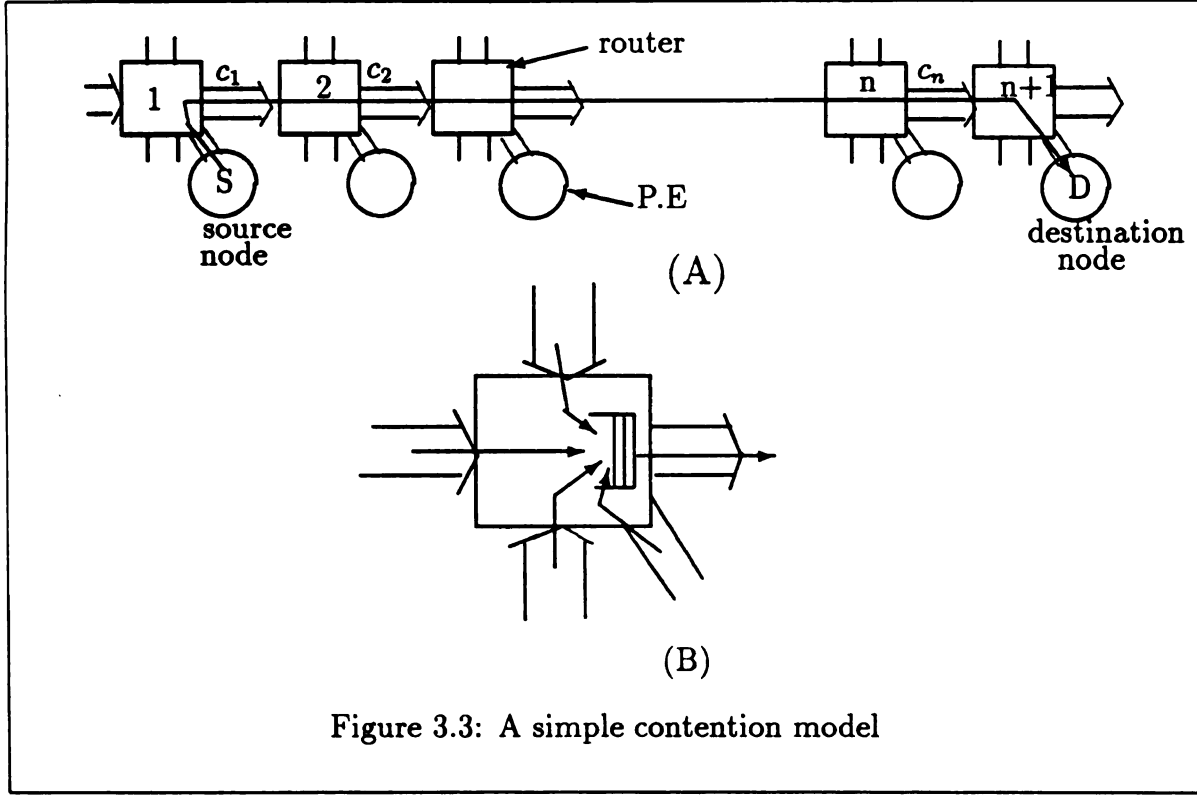 router
1
c₁
2
c₂
n
cₙ
n+1
S
P.E
D
source
node
destination
node
(A)
(B)
Figure 3.3: A simple contention model